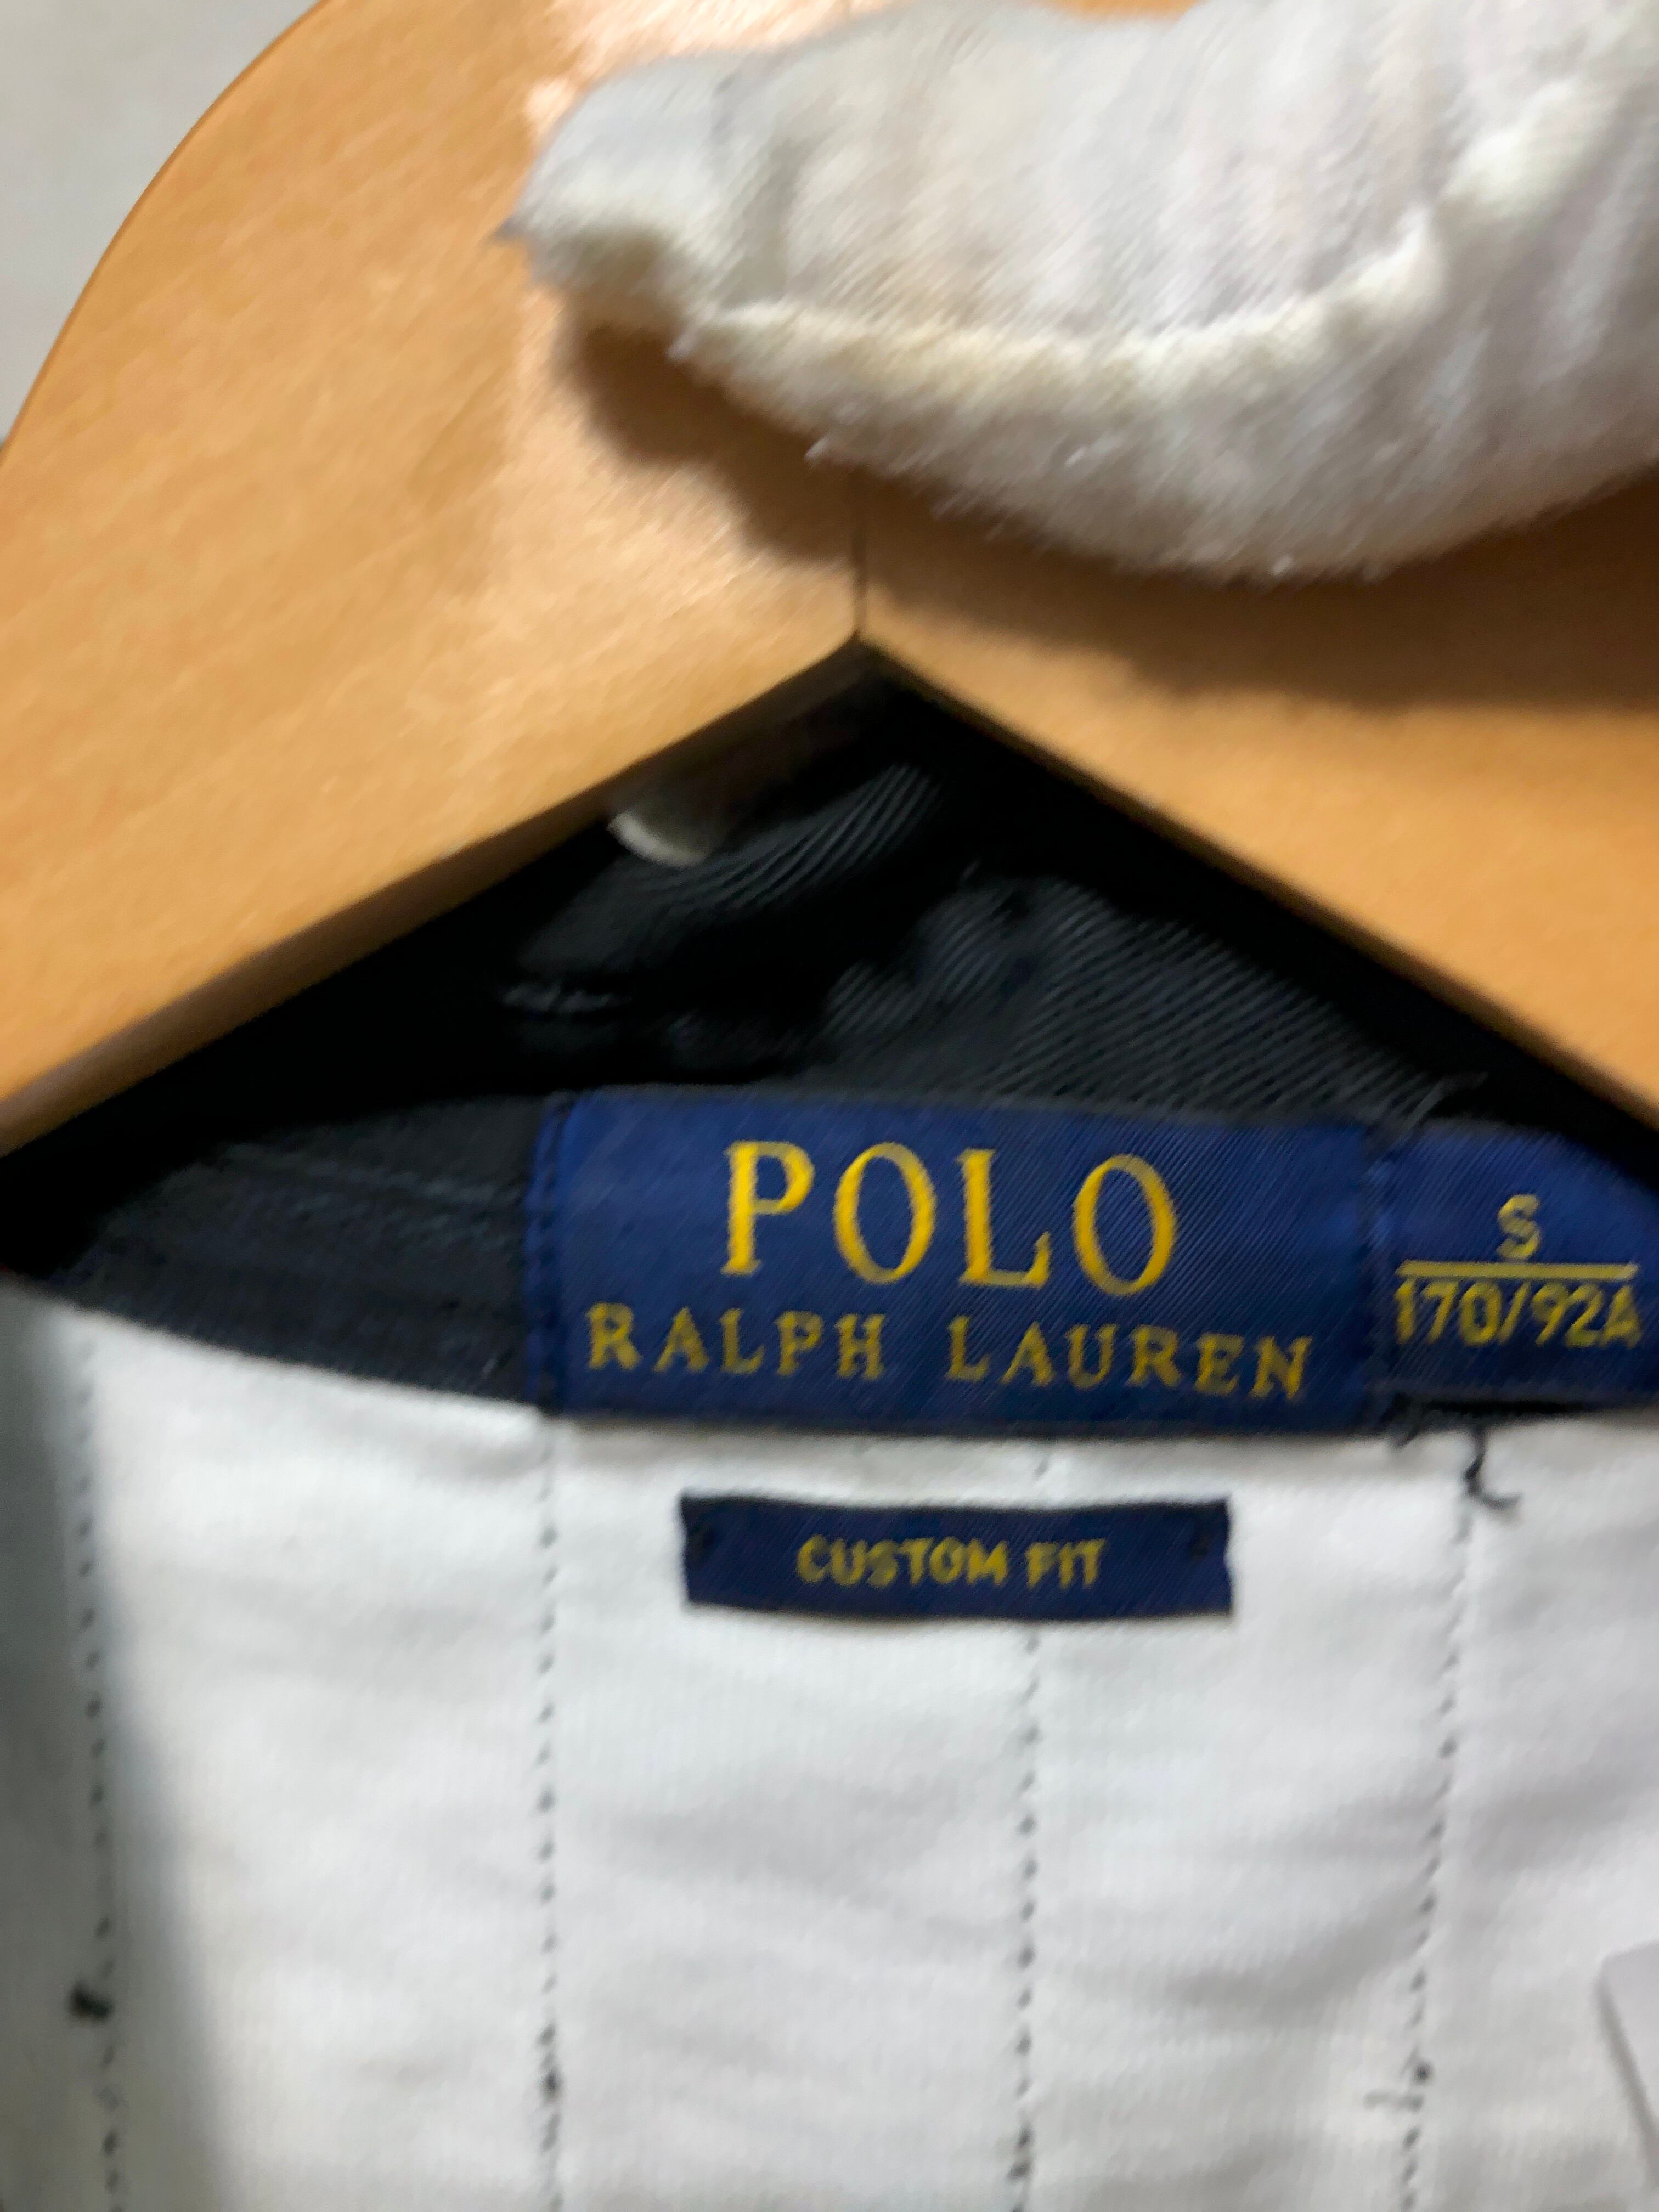 POLO
RALPH LAUREN
S
170/92A
CUSTOM FIT